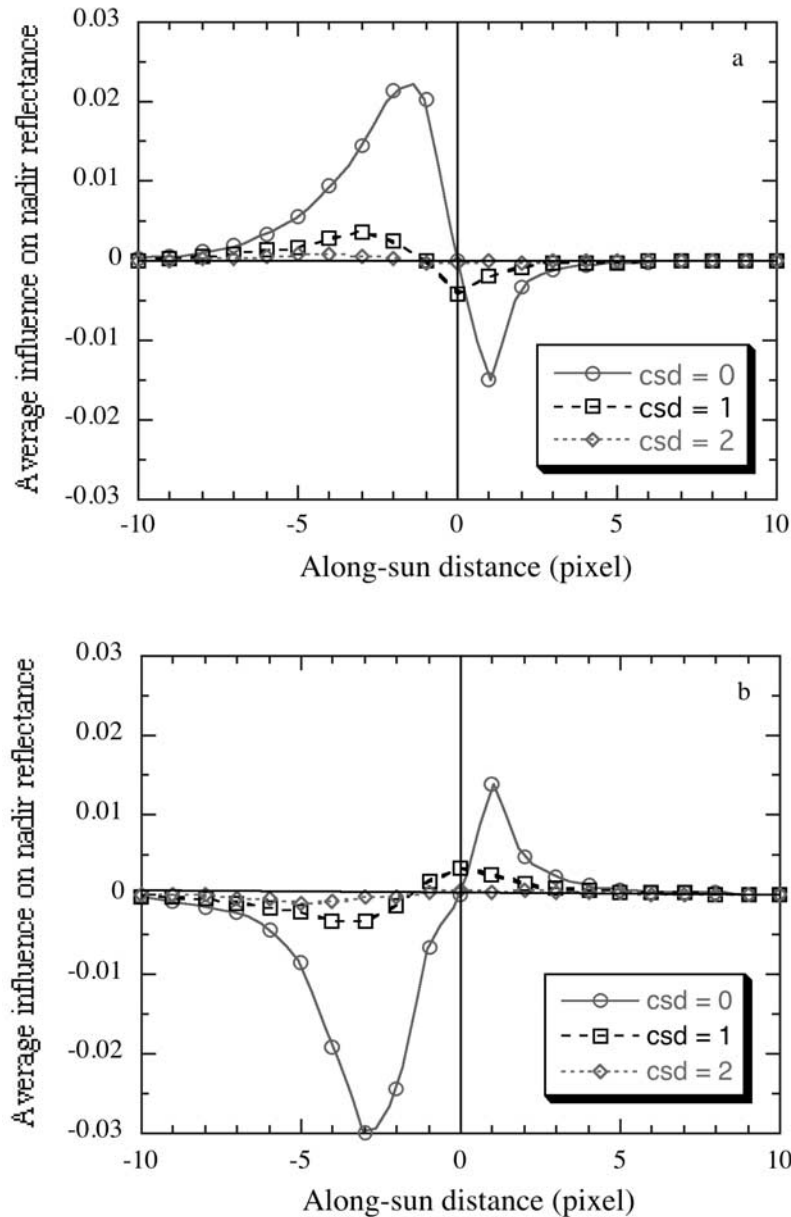 a
0.03
0.02
0.01
0
-0.01
-0.02
-0.03
Average influence on nadir reflectance
csd = 0
csd = 1
csd = 2
-10 -5 0 5 10
Along-sun distance (pixel)
b
0.03
0.02
0.01
0
-0.01
-0.02
-0.03
Average influence on nadir reflectance
csd = 0
csd = 1
csd = 2
-10 -5 0 5 10
Along-sun distance (pixel)